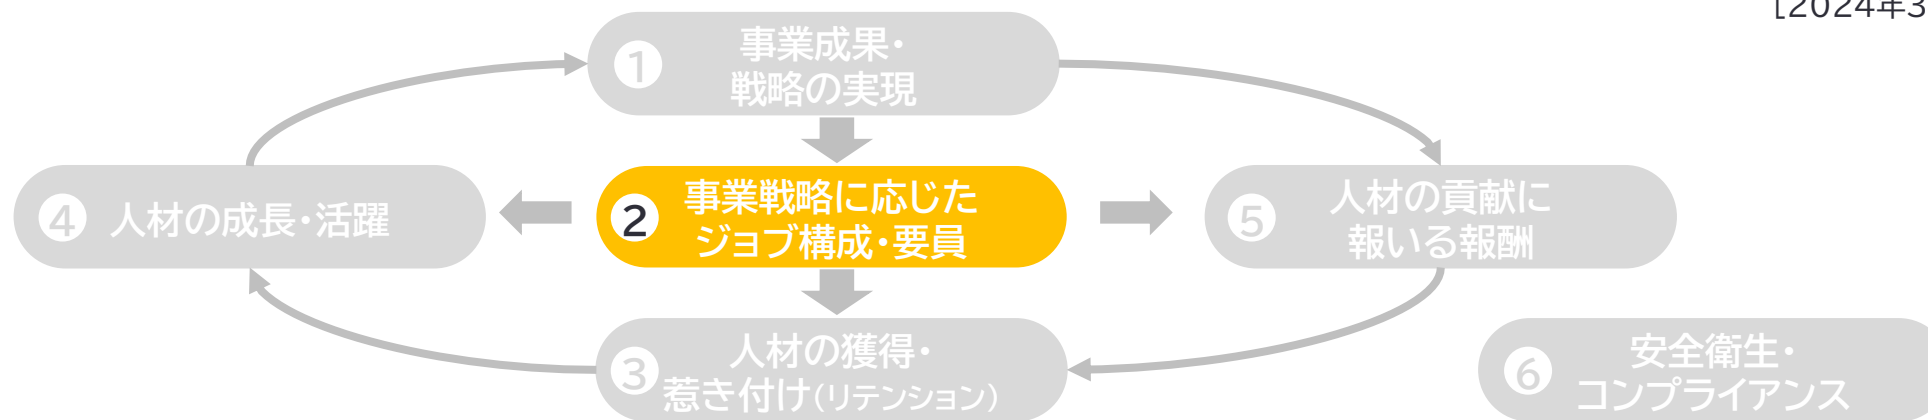 [2024年3
1
事業成果・
戦略の実現
4 人材の成長・活躍
2
事業戦略に応じた
ジョブ構成・要員
5
人材の貢献に
報いる報酬
3
人材の獲得・
惹き付け(リテンション)
6
安全衛生・
コンプライアンス